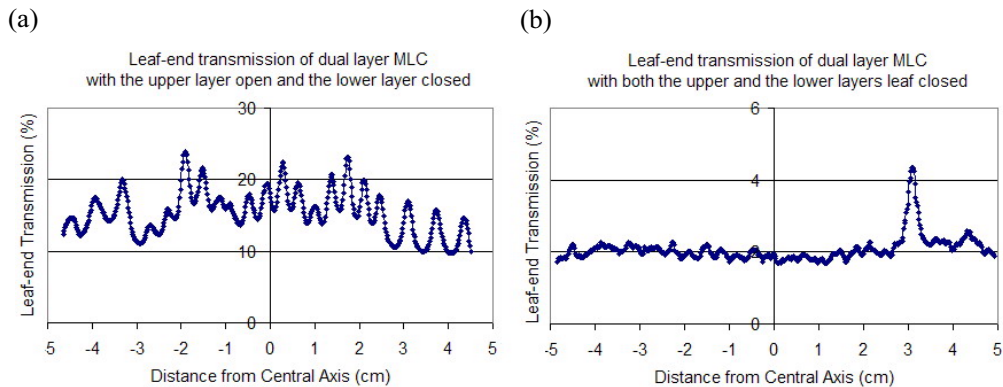 (a)
(b)
Leaf-end transmission of dual layer MLC
with the upper layer open and the lower layer closed
Leaf-end Transmission (%)
30
20
10
0
5 -4 -3 -2 -1 0 1 2 3 4 5
Distance from Central Axis (cm)
Leaf-end transmission of dual layer MLC
with both the upper and the lower layers leaf closed
Leaf-end Transmission (%)
6
4
2
0
-5 -4 -3 -2 -1 0 1 2 3 4 5
Distance from Central Axis (cm)